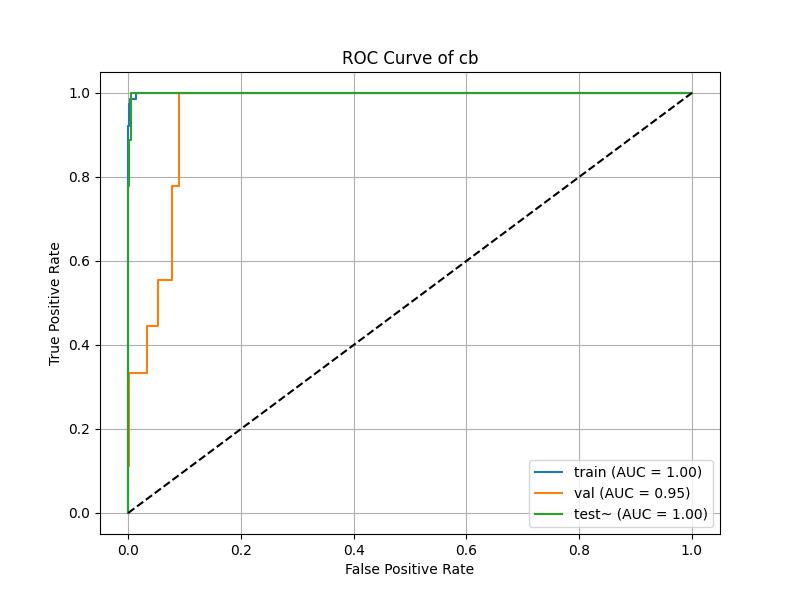 ROC Curve of cb
True Positive Rate
1.0
0.8
0.6
0.4
0.2
0.0
0.0 0.2 0.4 0.6 0.8 1.0
False Positive Rate
train (AUC = 1.00)
val (AUC = 0.95)
test~ (AUC = 1.00)